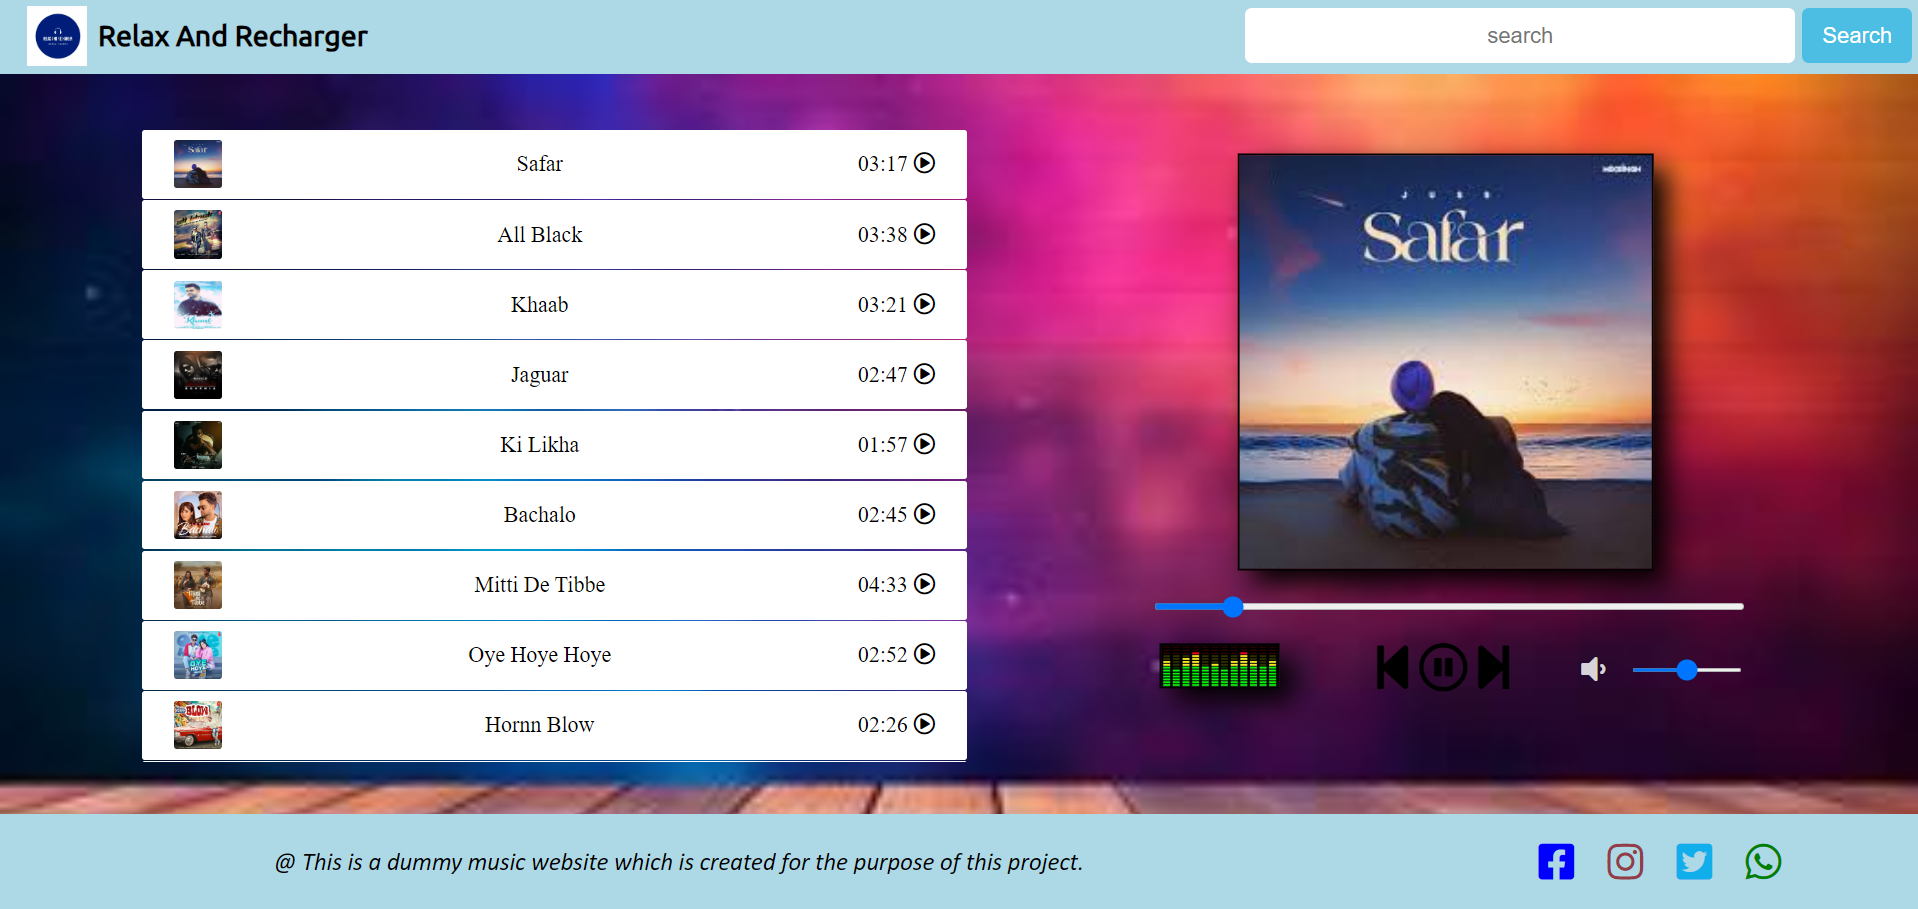 Relax And Recharger
search
Search
Safar
03:17
All Black
03:38
Khaab
03:21
Jaguar
02:47
Ki Likha
01:57
Bachalo
02:45
Mitti De Tibbe
04:33
Oye Hoye Hoye
02:52
Hornn Blow
02:26
JUSS
Safar
@ This is a dummy music website which is created for the purpose of this project.